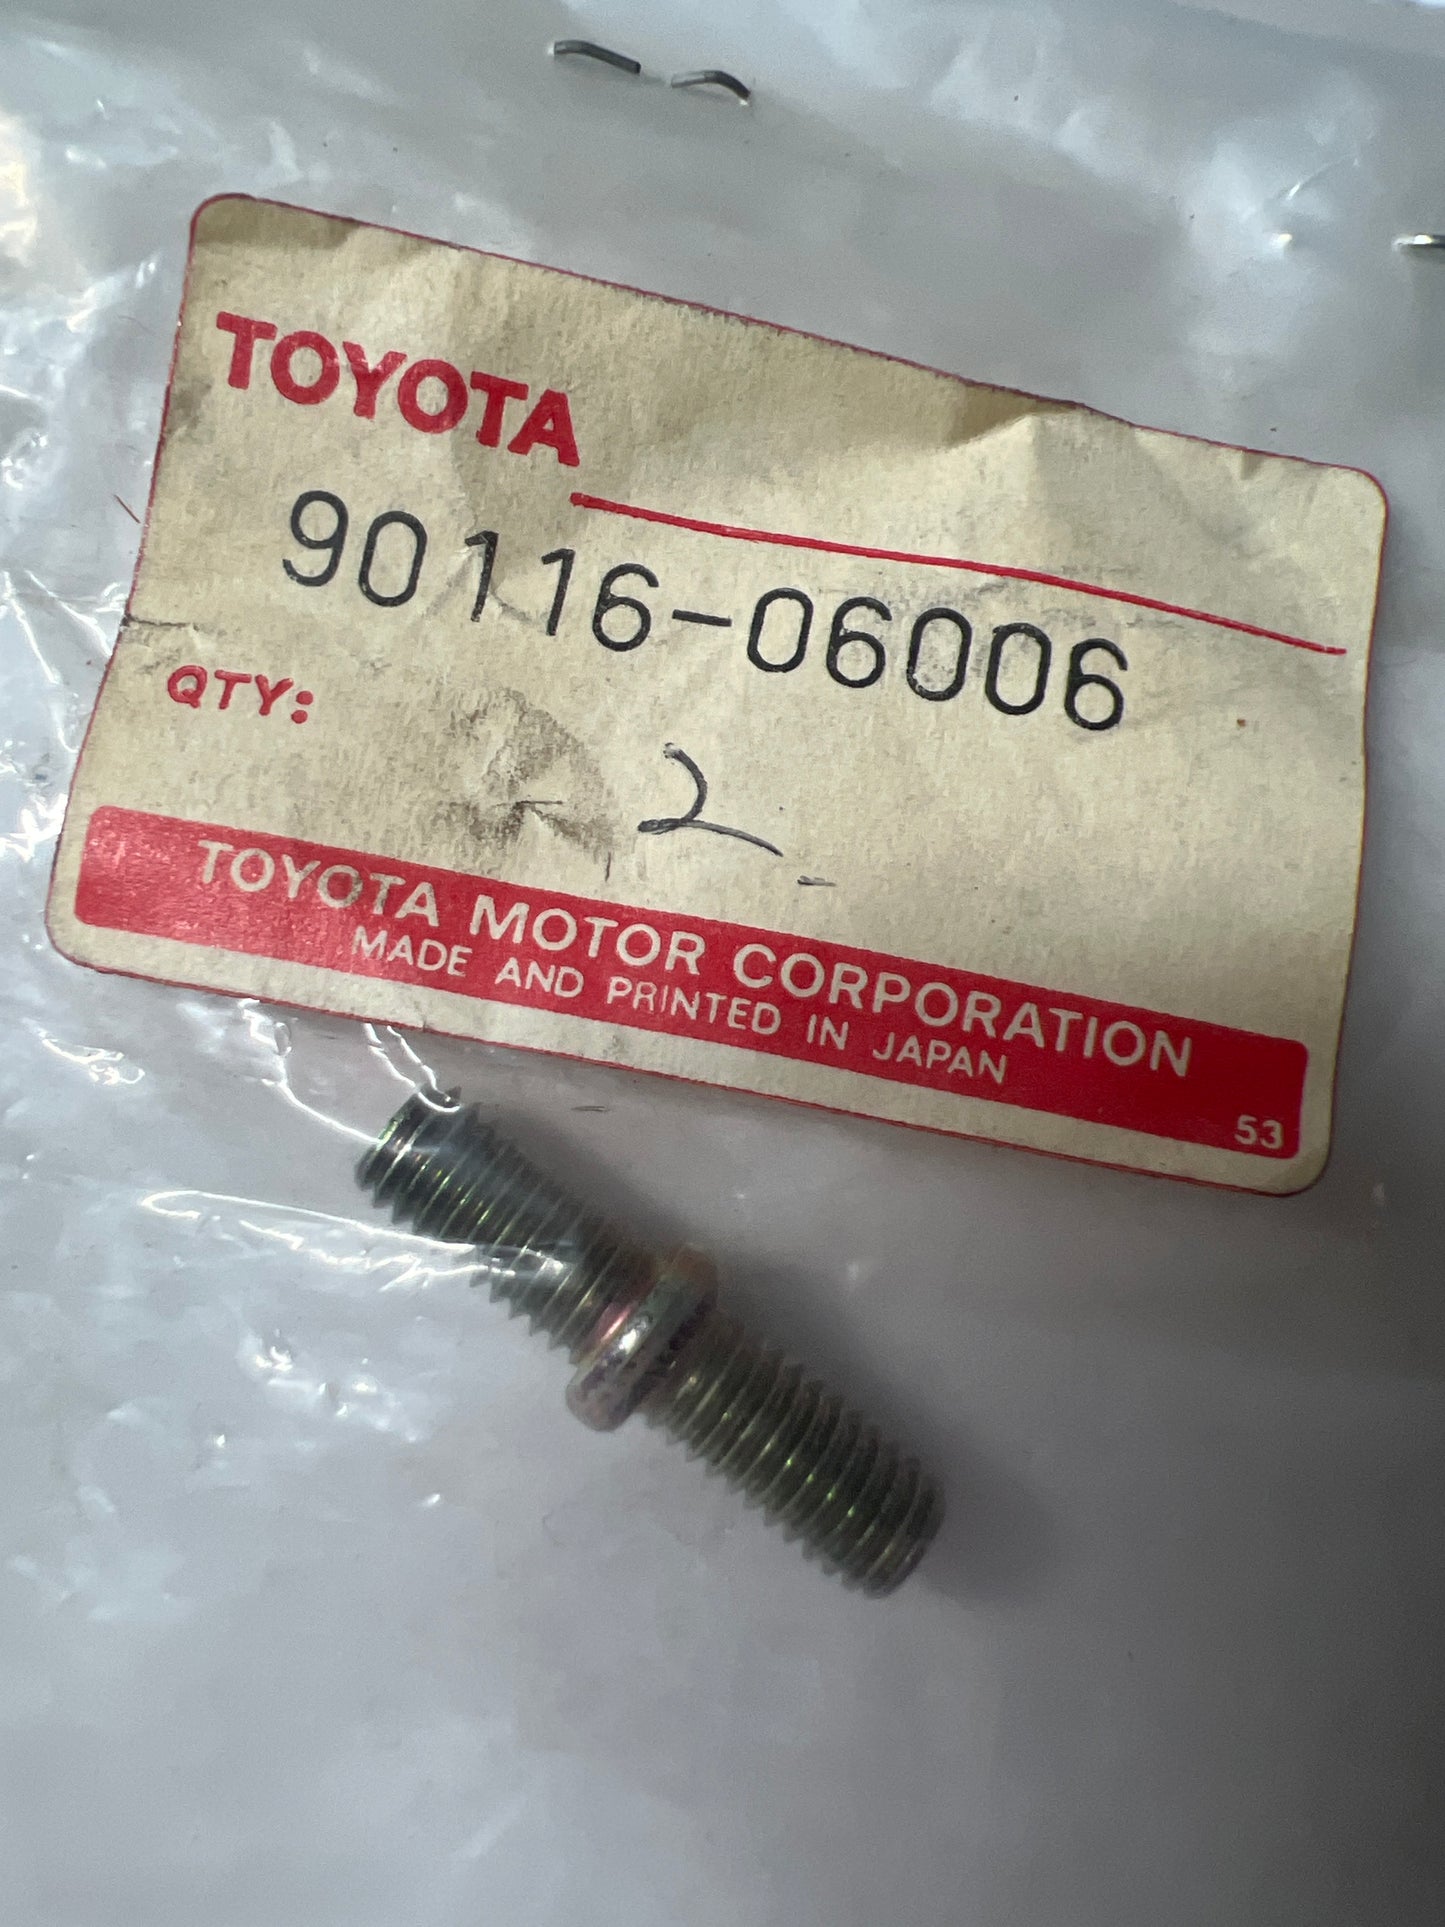 TOYOTA
90116-06006
QTY:
2
TOYOTA MOTOR CORPORATION
MADE AND PRINTED IN JAPAN
53